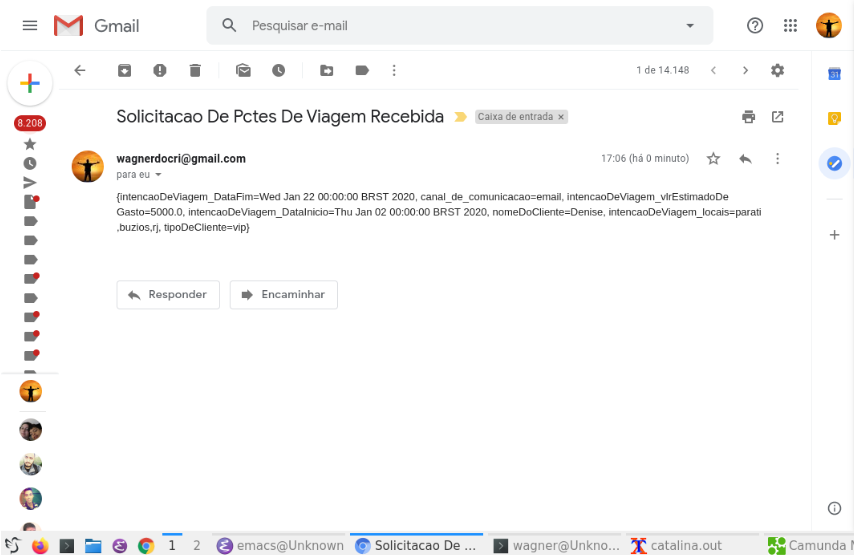 Gmail
Pesquisar e-mail
1 de 14.148
31
Solicitacao De Pctes De Viagem Recebida
Caixa de entrada ×
8.208
wagnerdocri@gmail.com
17:06 (há 0 minuto)
para eu
{intencaoDeViagem_DataFim=Wed Jan 22 00:00:00 BRST 2020, canal_de_comunicacao=email, intencaoDeViagem_vlrEstimadoDe
Gasto=5000.0, intencaoDeViagem_DataInicio=Thu Jan 02 00:00:00 BRST 2020, nomeDoCliente=Denise, intencaoDeViagem_locais=parati
,buzios,rj, tipoDeCliente=vip}
Responder
Encaminhar
1 2 emacs@Unknown Solicitacao De ... wagner@Unkno... catalina.out Camunda M